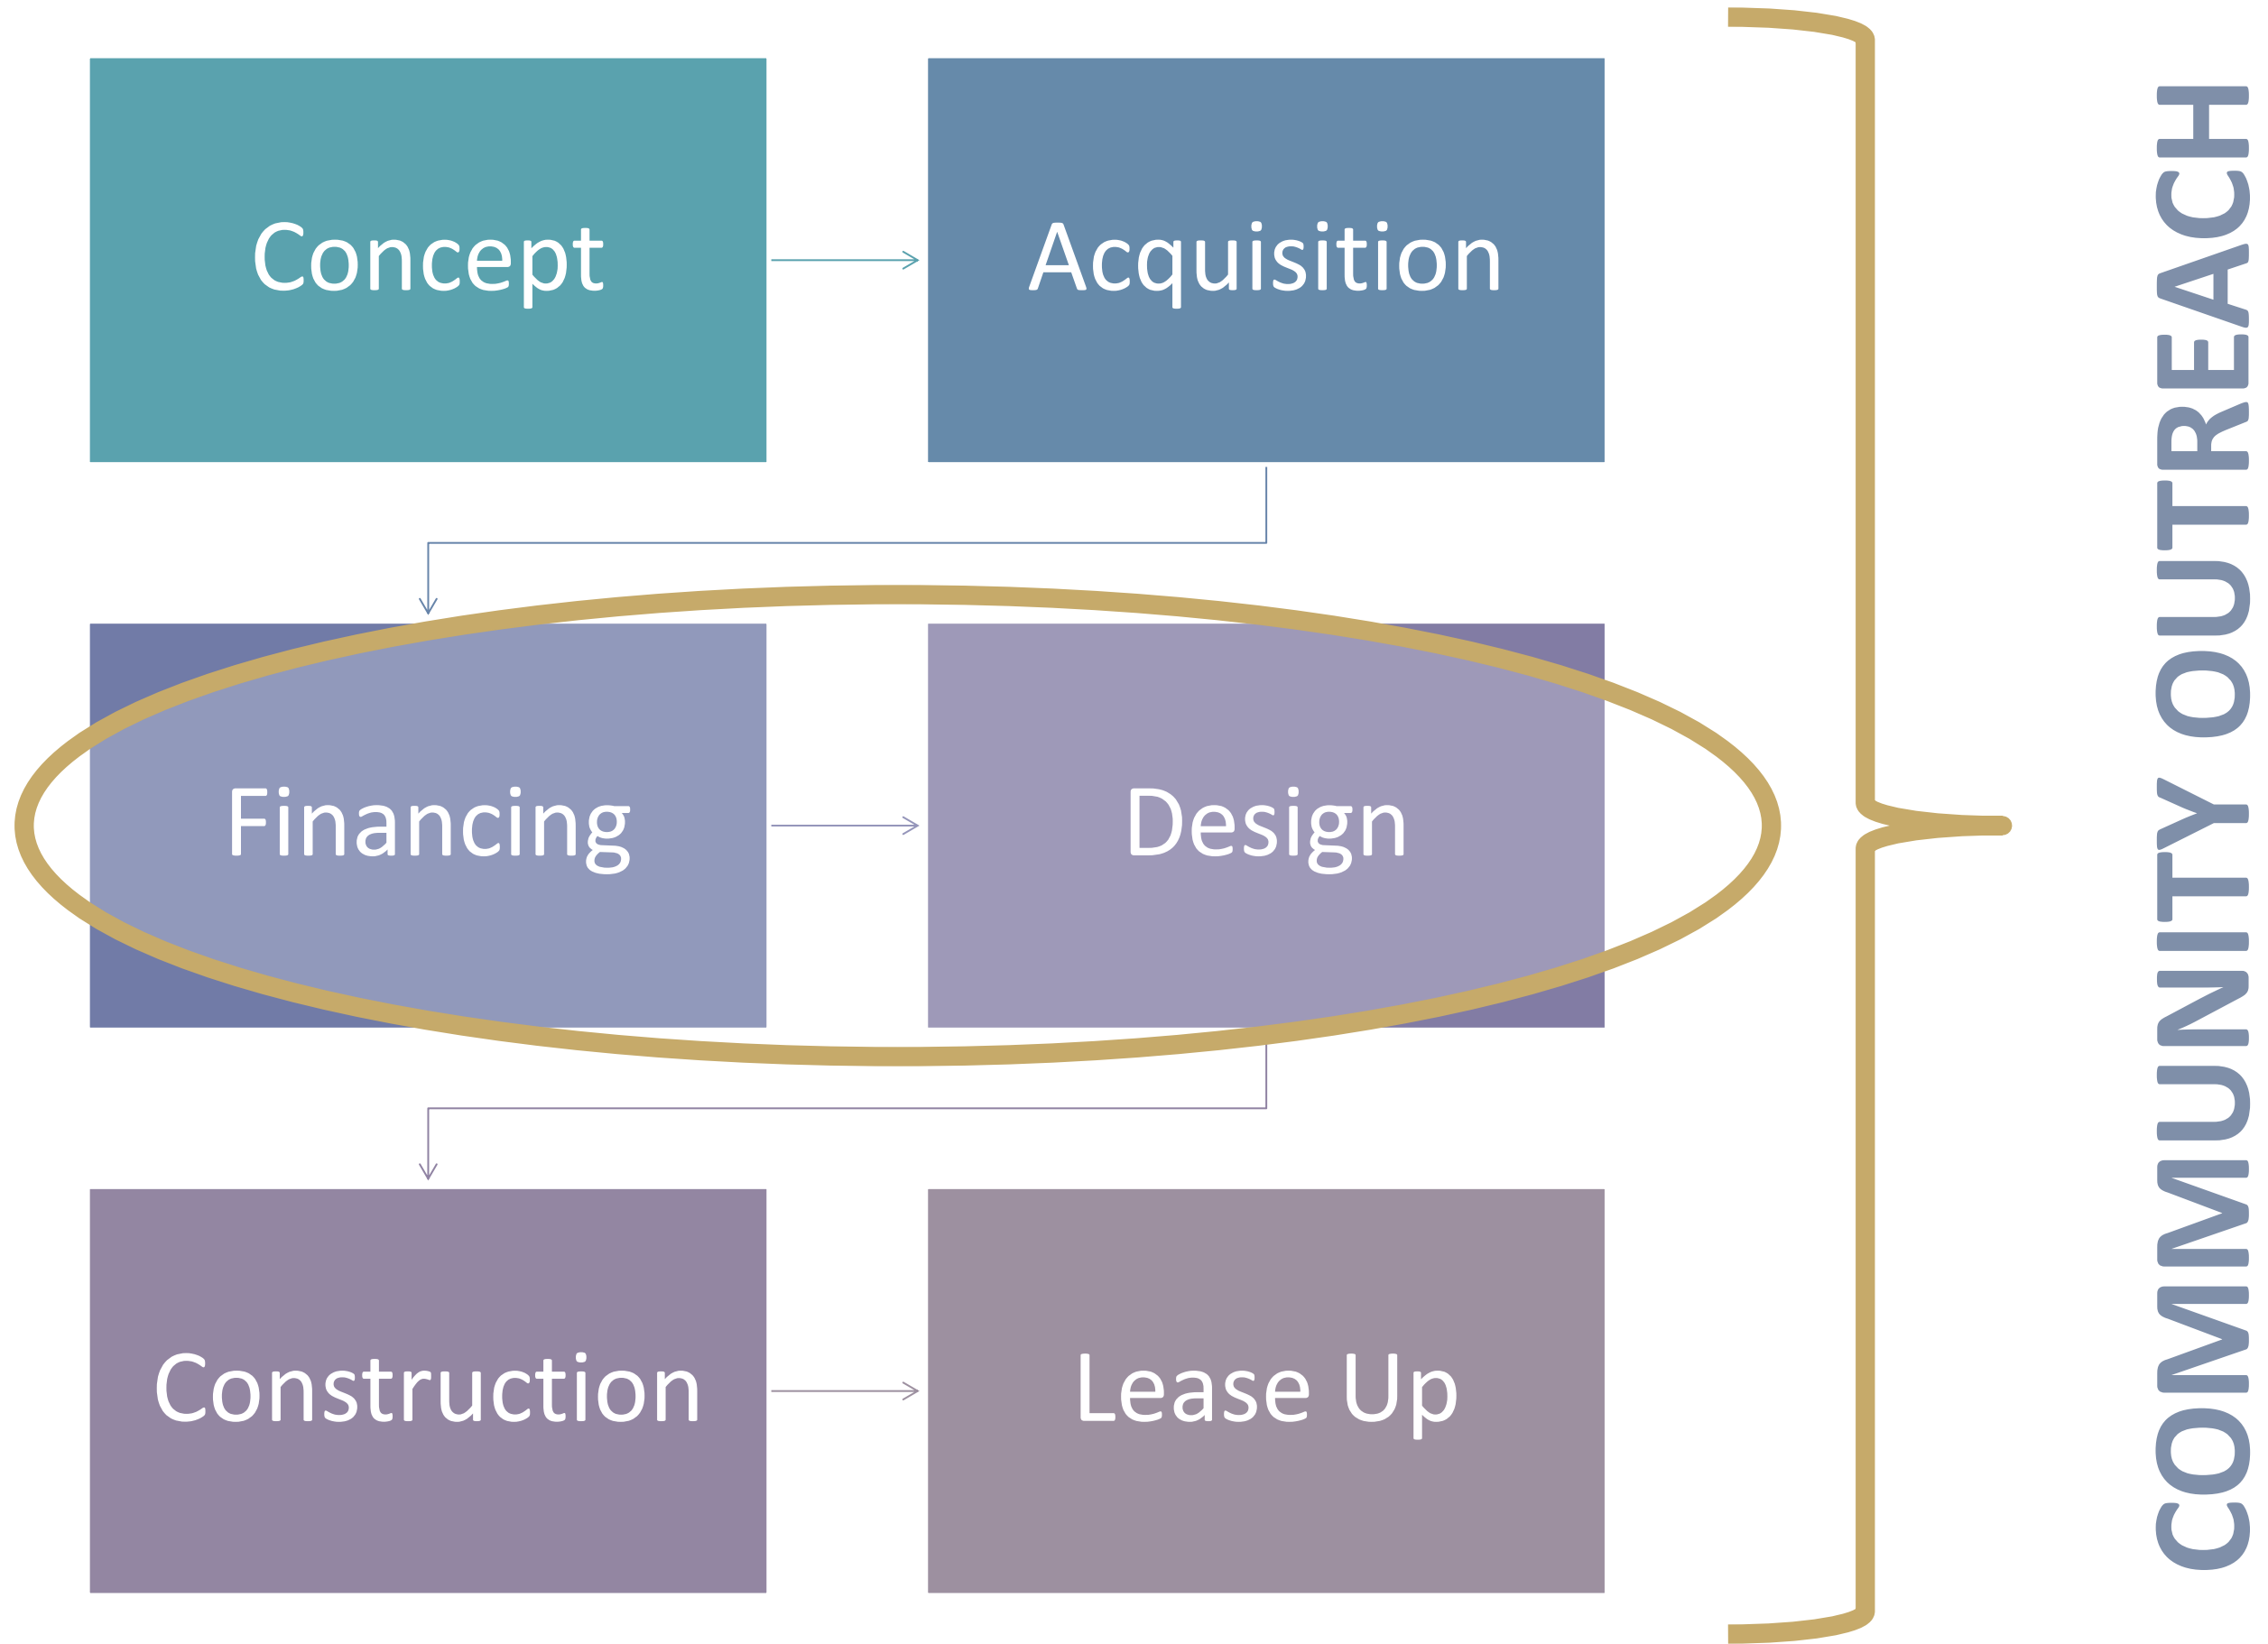 Concept
Acquisition
Financing
Design
Construction
Lease Up
COMMUNITY OUTREACH